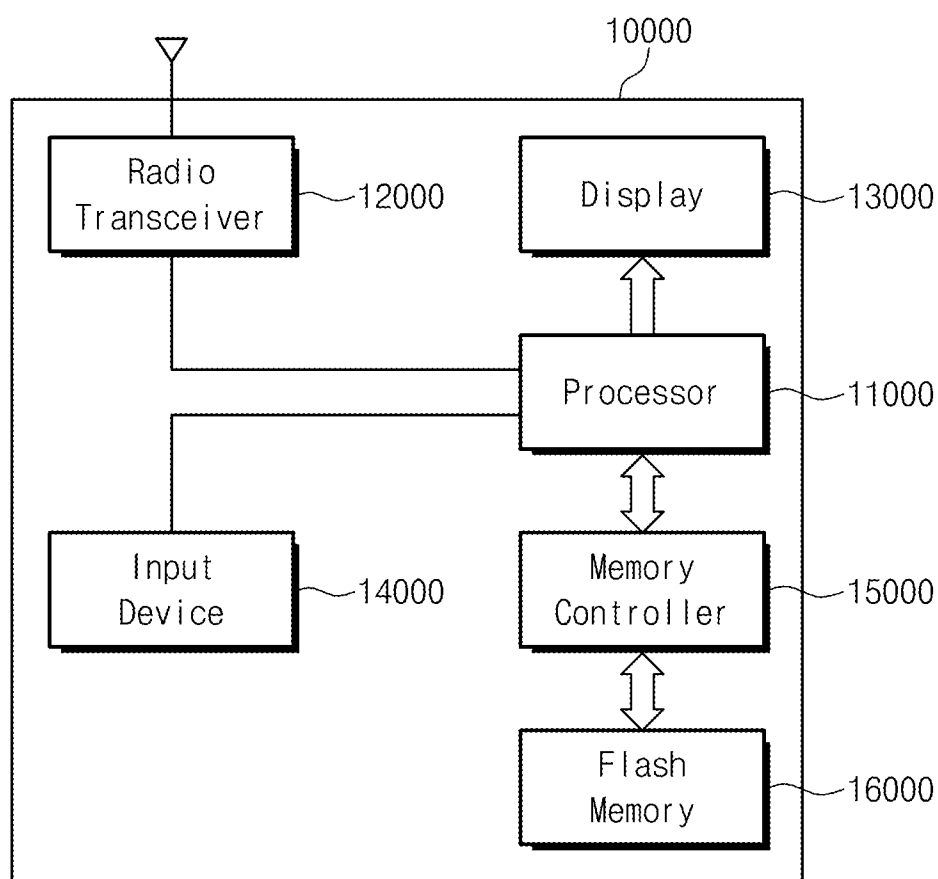 10000
Radio
Transceiver
12000
Display
13000
Processor
11000
Input
Device
14000
Memory
Controller
15000
Flash
Memory
16000